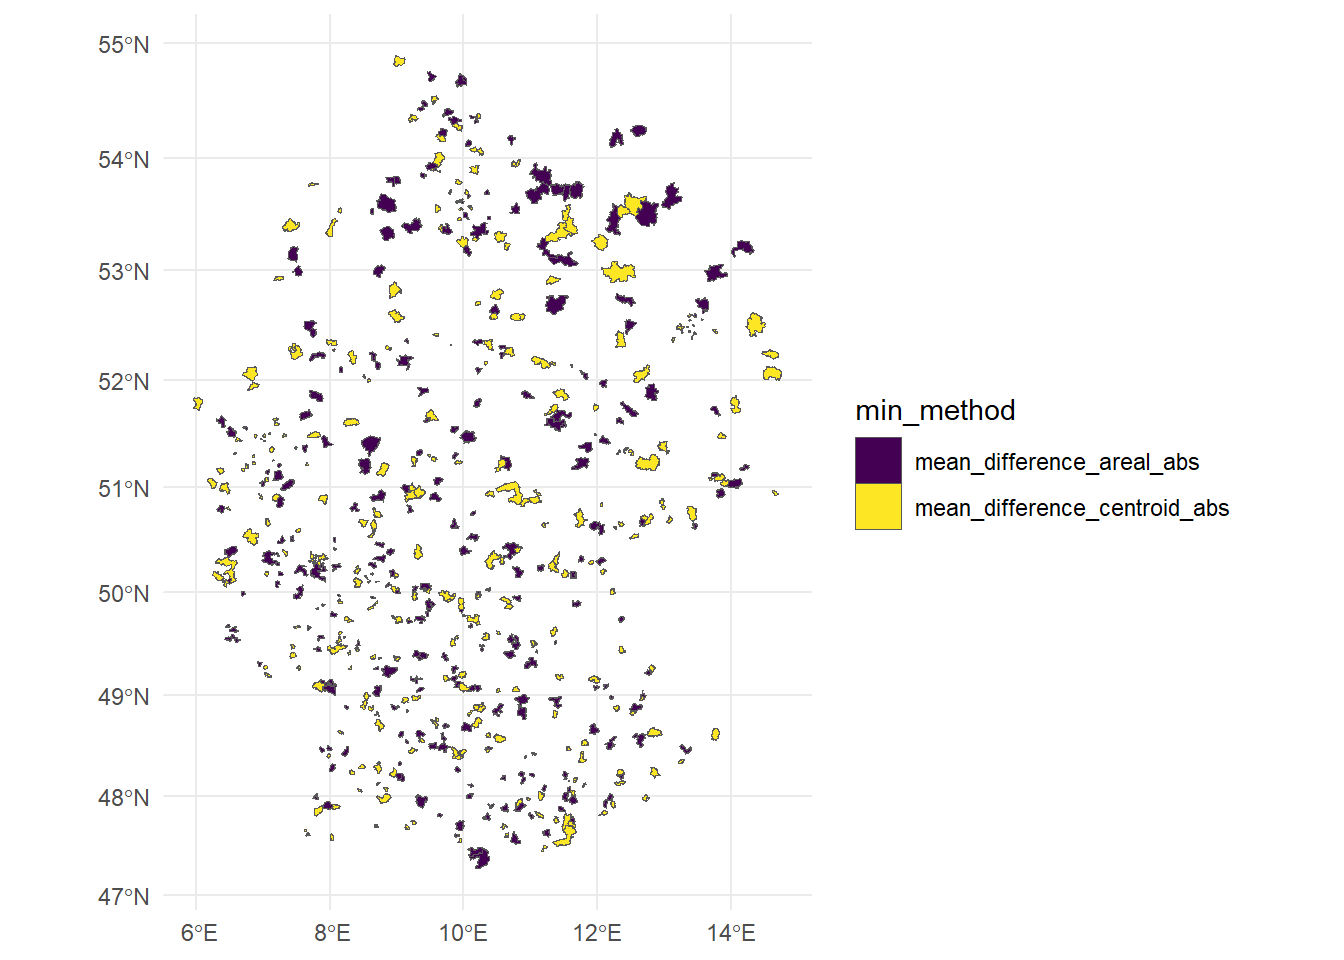 55°N
54°N
53°N
52°N
51°N
50°N
49°N
48°N
47°N
6°E
8°E
10°E
12°E
14°E
min_method
mean_difference_areal_abs
mean_difference_centroid_abs